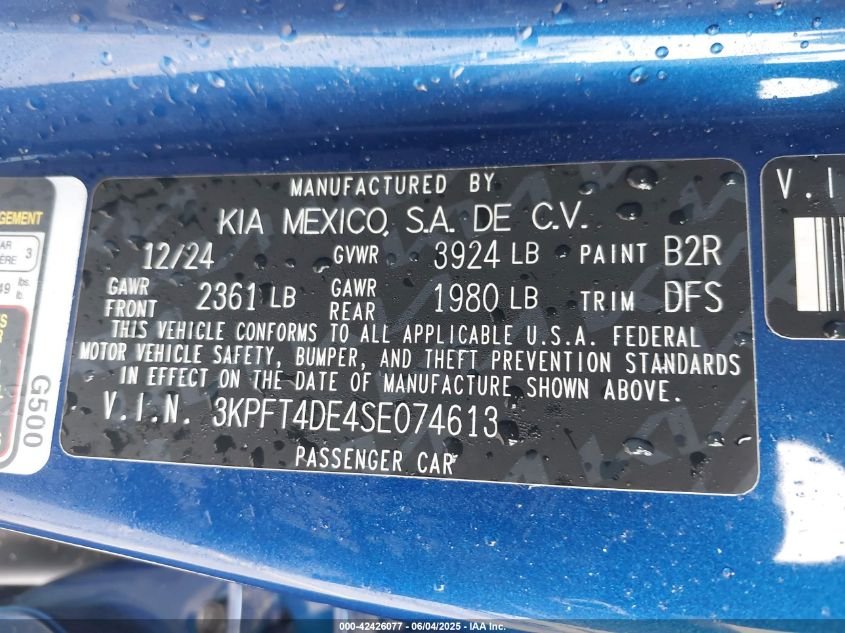 MANUFACTURED BY
KIA MEXICO, S.A. DE C.V.
12/24 GVWR 3924 LB PAINT B2R
GAWR FRONT 2361 LB GAWR REAR 1980 LB TRIM DFS
THIS VEHICLE CONFORMS TO ALL APPLICABLE U.S.A. FEDERAL
MOTOR VEHICLE SAFETY, BUMPER, AND THEFT PREVENTION STANDARDS
IN EFFECT ON THE DATE OF MANUFACTURE SHOWN ABOVE.
V.I.N. 3KPFT4DE4SE074613
PASSENGER CAR
3
lbs.
lb.
G500
V.I
000-42426077 - 06/04/2025 - IAA Inc.